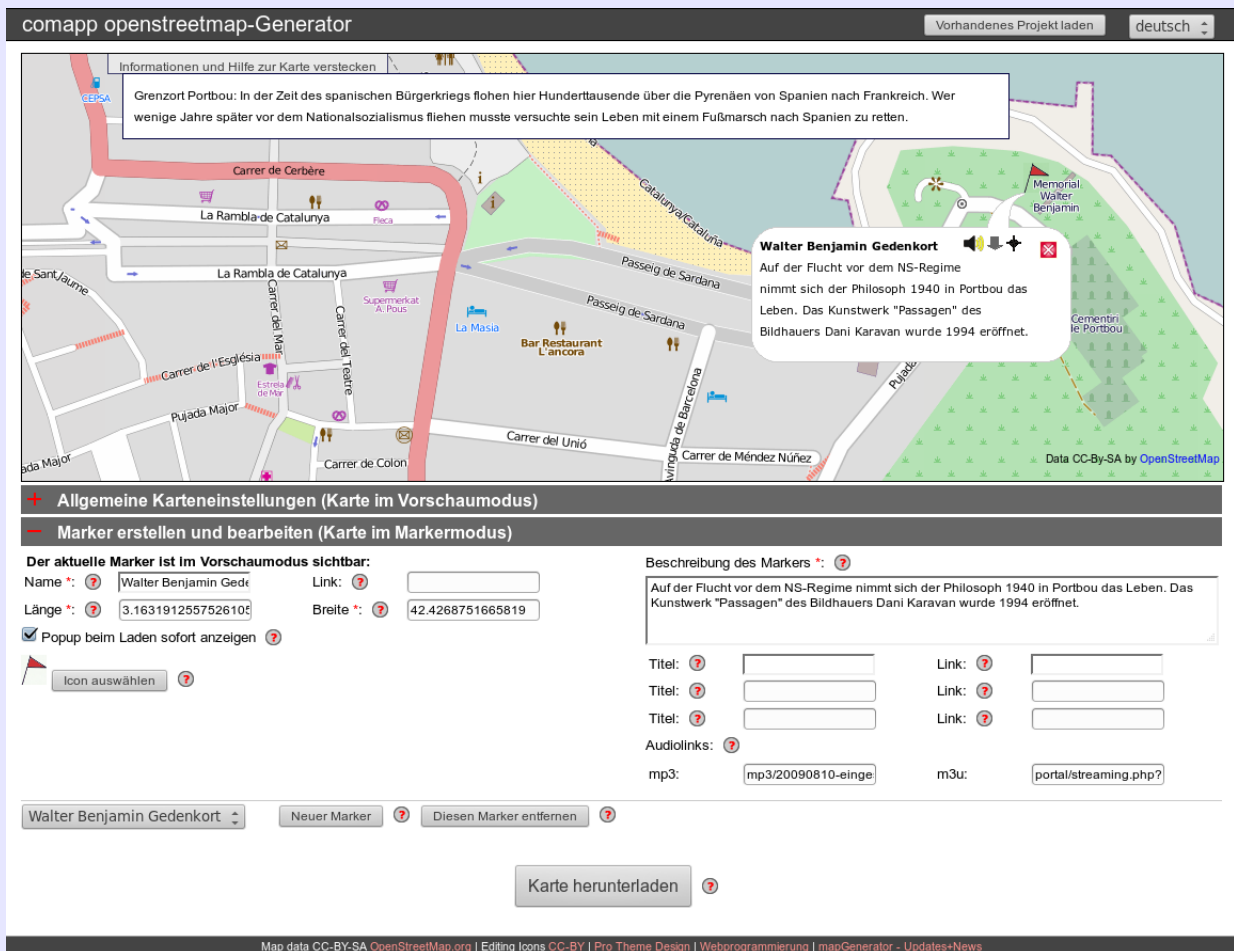 comapp openstreetmap-Generator
Vorhandenes Projekt laden
deutsch
Informationen und Hilfe zur Karte verstecken
Grenzort Portbou: In der Zeit des spanischen Bürgerkriegs flohen hier Hunderttausende über die Pyrenäen von Spanien nach Frankreich. Wer
wenige Jahre später vor dem Nationalsozialismus fliehen musste versuchte sein Leben mit einem Fußmarsch nach Spanien zu retten.
CEPSA
Carrer de Cerbère
La Rambla de Catalunya
Fleca
Catalunya/Cataluña
Memorial
Walter
Benjamin
Walter Benjamin Gedenkort
Auf der Flucht vor dem NS-Regime
nimmt sich der Philosoph 1940 in Portbou das
Leben. Das Kunstwerk "Passagen" des
Bildhauers Dani Karavan wurde 1994 eröffnet.
de Sant Jaume
La Rambla de Catalunya
Passeig de Sardana
Passeig de Sardana
Supermerkat
A. Pous
La Masia
Bar Restaurant
L'ancora
Cementiri
de Portbou
Carrer del Mar
Carrer del Teatre
Carrer de l'Església
Estrela
de Mar
Pujada
Pujada Major
Avinguda de Barcelona
Carrer del Unió
Carrer de Méndez Núñez
ada Major
Carrer de Colon
Data CC-By-SA by OpenStreetMap
+ Allgemeine Karteneinstellungen (Karte im Vorschaumodus)
− Marker erstellen und bearbeiten (Karte im Markermodus)
Der aktuelle Marker ist im Vorschaumodus sichtbar:
Name *: ? Walter Benjamin Gede Link: ?
Länge *: ? 3.1631912557526105 Breite *: ? 42.4268751665819
Popup beim Laden sofort anzeigen ?
Icon auswählen ?
Beschreibung des Markers *: ?
Auf der Flucht vor dem NS-Regime nimmt sich der Philosoph 1940 in Portbou das Leben. Das
Kunstwerk "Passagen" des Bildhauers Dani Karavan wurde 1994 eröffnet.
Titel: ? Link: ?
Titel: ? Link: ?
Titel: ? Link: ?
Audiolinks: ?
mp3: mp3/20090810-einge m3u: portal/streaming.php?
Walter Benjamin Gedenkort Neuer Marker ? Diesen Marker entfernen ?
Karte herunterladen ?
Map data CC-BY-SA OpenStreetMap.org | Editing Icons CC-BY | Pro Theme Design | Webprogrammierung | mapGenerator - Updates+News